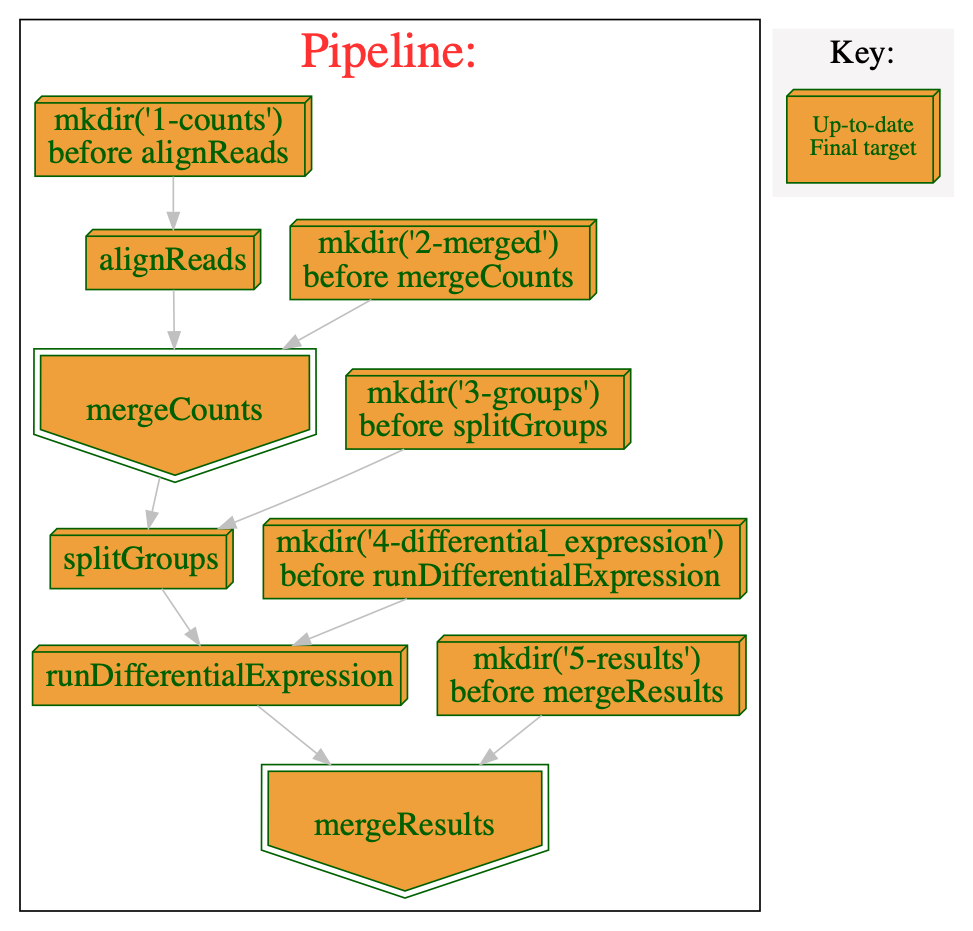 Pipeline:
Key:
Up-to-date
Final target
mkdir('1-counts')
before alignReads
alignReads
mkdir('2-merged')
before mergeCounts
mergeCounts
mkdir('3-groups')
before splitGroups
splitGroups
mkdir('4-differential_expression')
before runDifferentialExpression
runDifferentialExpression
mkdir('5-results')
before mergeResults
mergeResults